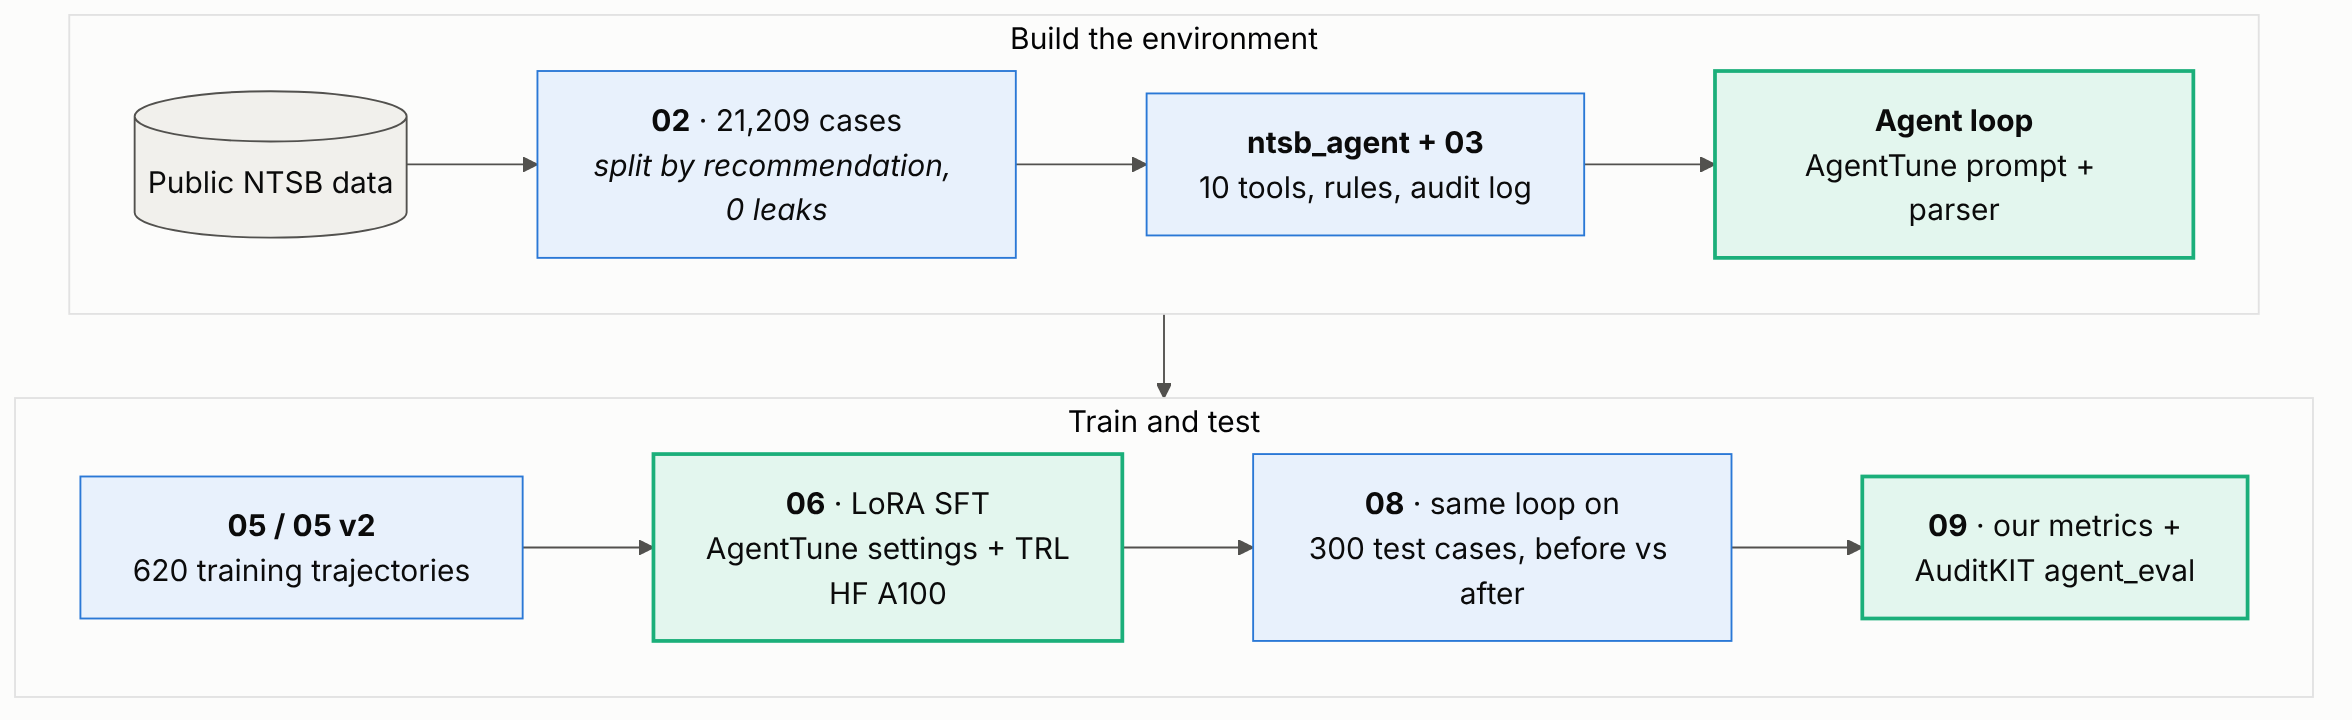 Build the environment
Public NTSB data
02 · 21,209 cases
split by recommendation,
0 leaks
ntsb_agent + 03
10 tools, rules, audit log
Agent loop
AgentTune prompt +
parser
Train and test
05 / 05 v2
620 training trajectories
06 · LoRA SFT
AgentTune settings + TRL
HF A100
08 · same loop on
300 test cases, before vs
after
09 · our metrics +
AuditKIT agent_eval